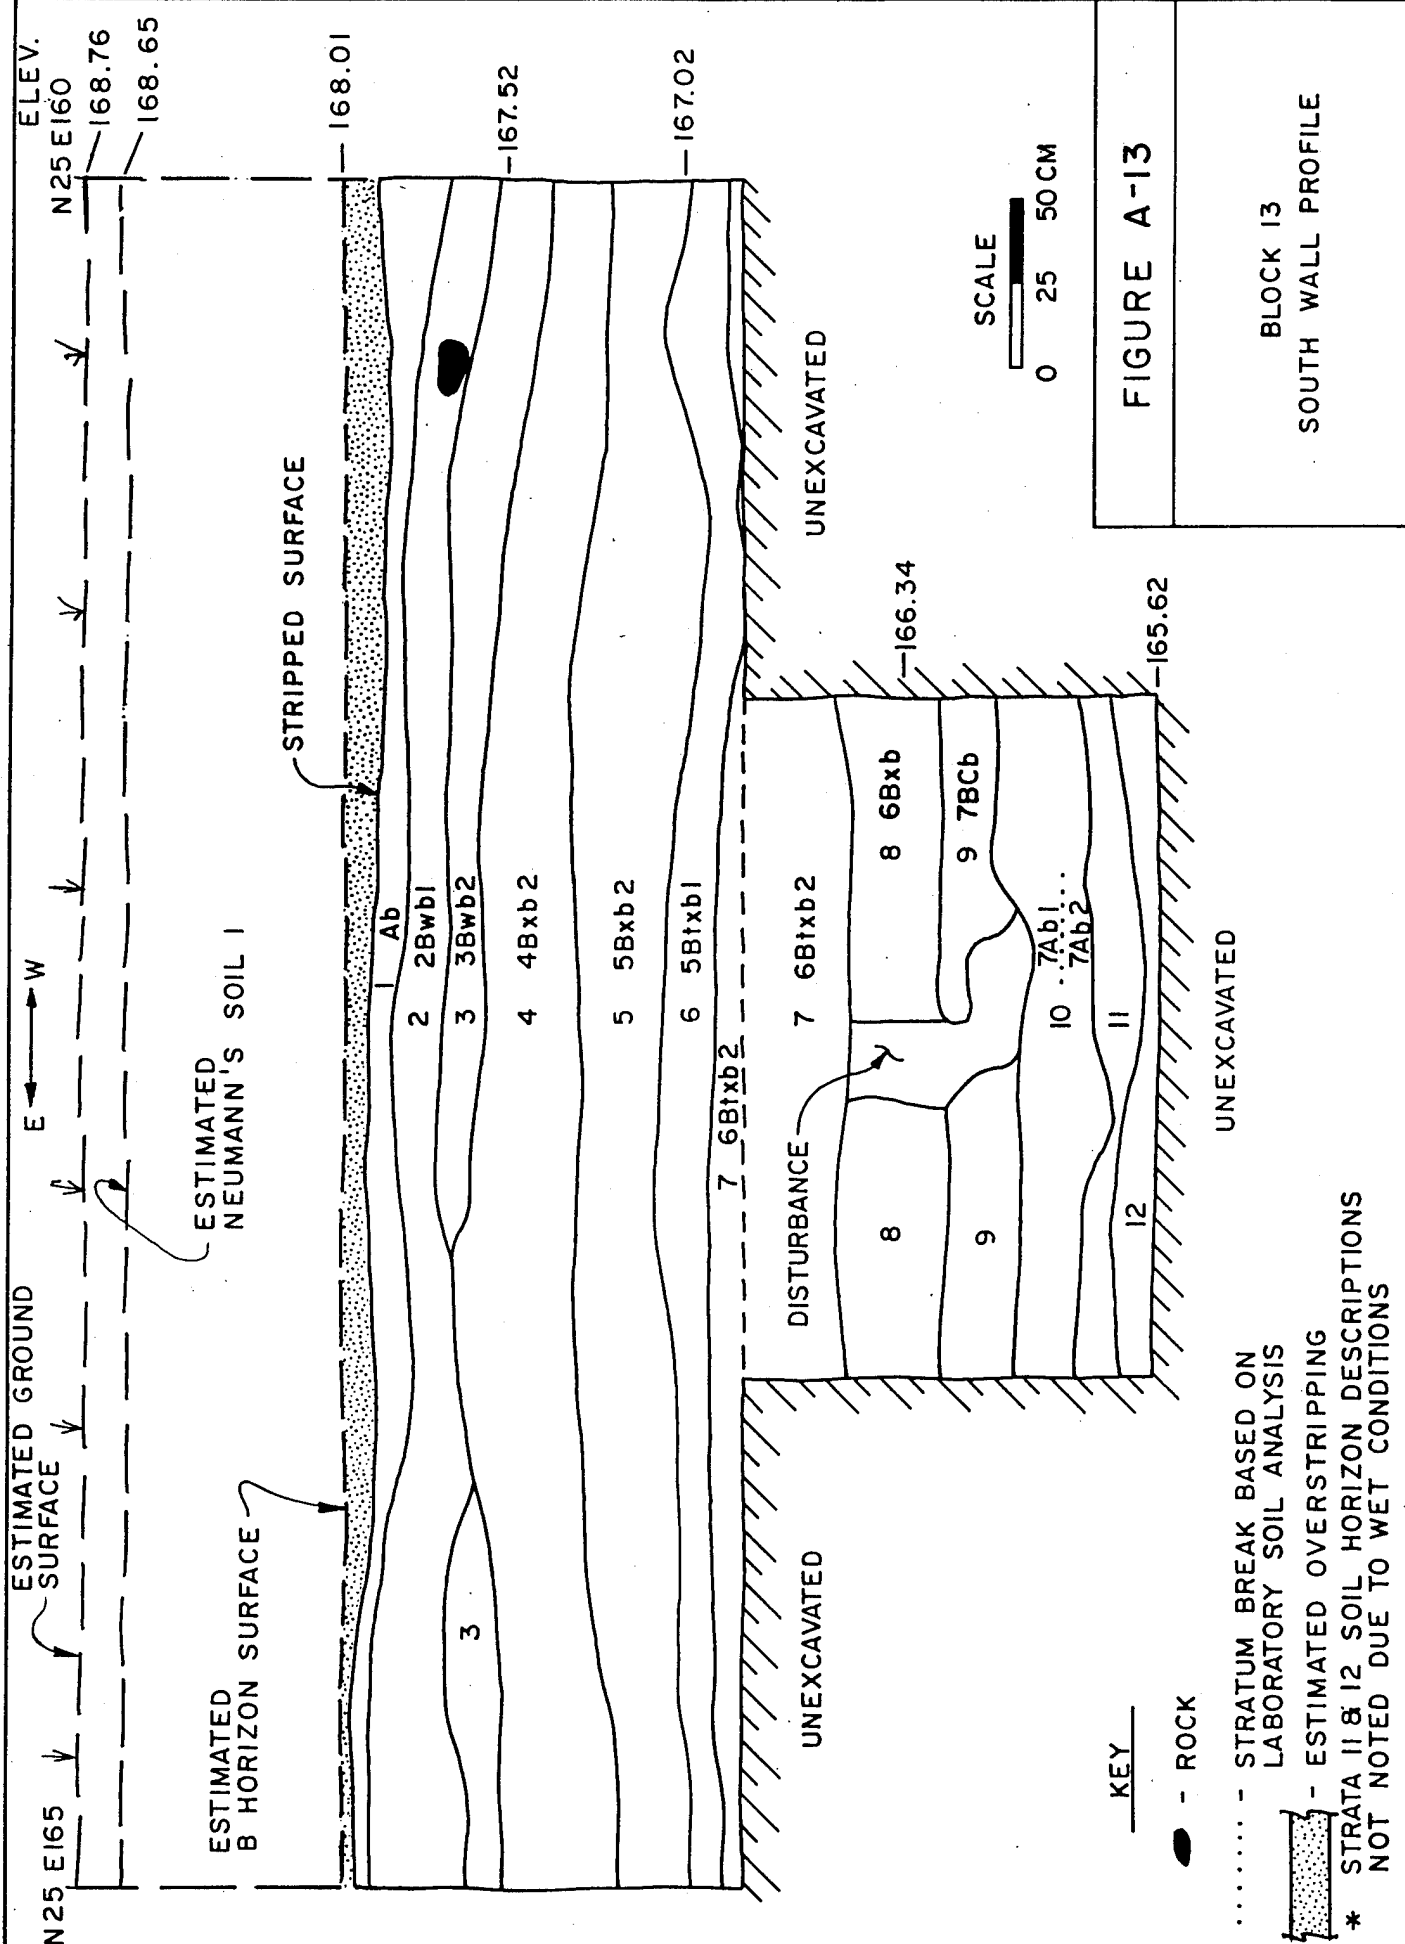 N25 E165
ESTIMATED GROUND
SURFACE
E W
N25 E160
ELEV.
168.76
168.65
ESTIMATED
NEUMANN'S SOIL 1
ESTIMATED
B HORIZON SURFACE
STRIPPED SURFACE
168.01
1 Ab
2 2Bwb1
3
3 3Bwb2
167.52
4 4Bxb2
5 5Bxb2
6 5Btxb1
167.02
7 6Btxb2
UNEXCAVATED
7 6Btxb2
UNEXCAVATED
DISTURBANCE
8
8 6Bxb
166.34
9
9 7BCb
10
7Ab1
7Ab2
11
12
165.62
UNEXCAVATED
SCALE
0 25 50 CM
KEY
- ROCK
....... - STRATUM BREAK BASED ON
LABORATORY SOIL ANALYSIS
- ESTIMATED OVERSTRIPPING
* STRATA 11 & 12 SOIL HORIZON DESCRIPTIONS
NOT NOTED DUE TO WET CONDITIONS
FIGURE A-13
BLOCK 13
SOUTH WALL PROFILE